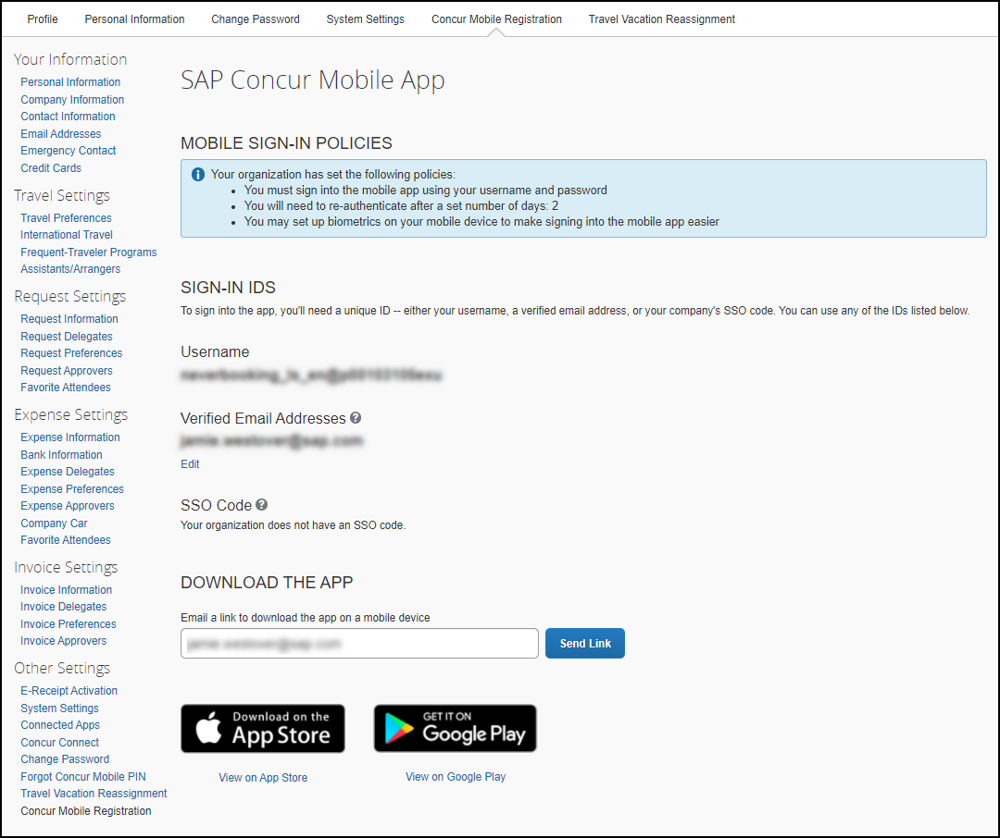 Profile Personal Information Change Password System Settings Concur Mobile Registration Travel Vacation Reassignment
Your Information
Personal Information
Company Information
Contact Information
Email Addresses
Emergency Contact
Credit Cards
Travel Settings
Travel Preferences
International Travel
Frequent-Traveler Programs
Assistants/Arrangers
Request Settings
Request Information
Request Delegates
Request Preferences
Request Approvers
Favorite Attendees
Expense Settings
Expense Information
Bank Information
Expense Delegates
Expense Preferences
Expense Approvers
Company Car
Favorite Attendees
Invoice Settings
Invoice Information
Invoice Delegates
Invoice Preferences
Invoice Approvers
Other Settings
E-Receipt Activation
System Settings
Connected Apps
Concur Connect
Change Password
Forgot Concur Mobile PIN
Travel Vacation Reassignment
Concur Mobile Registration
SAP Concur Mobile App
MOBILE SIGN-IN POLICIES
Your organization has set the following policies:
• You must sign into the mobile app using your username and password
• You will need to re-authenticate after a set number of days: 2
• You may set up biometrics on your mobile device to make signing into the mobile app easier
SIGN-IN IDS
To sign into the app, you'll need a unique ID -- either your username, a verified email address, or your company's SSO code. You can use any of the IDs listed below.
Username
Verified Email Addresses
Edit
SSO Code
Your organization does not have an SSO code.
DOWNLOAD THE APP
Email a link to download the app on a mobile device
Send Link
Download on the
App Store
GET IT ON
Google Play
View on App Store
View on Google Play